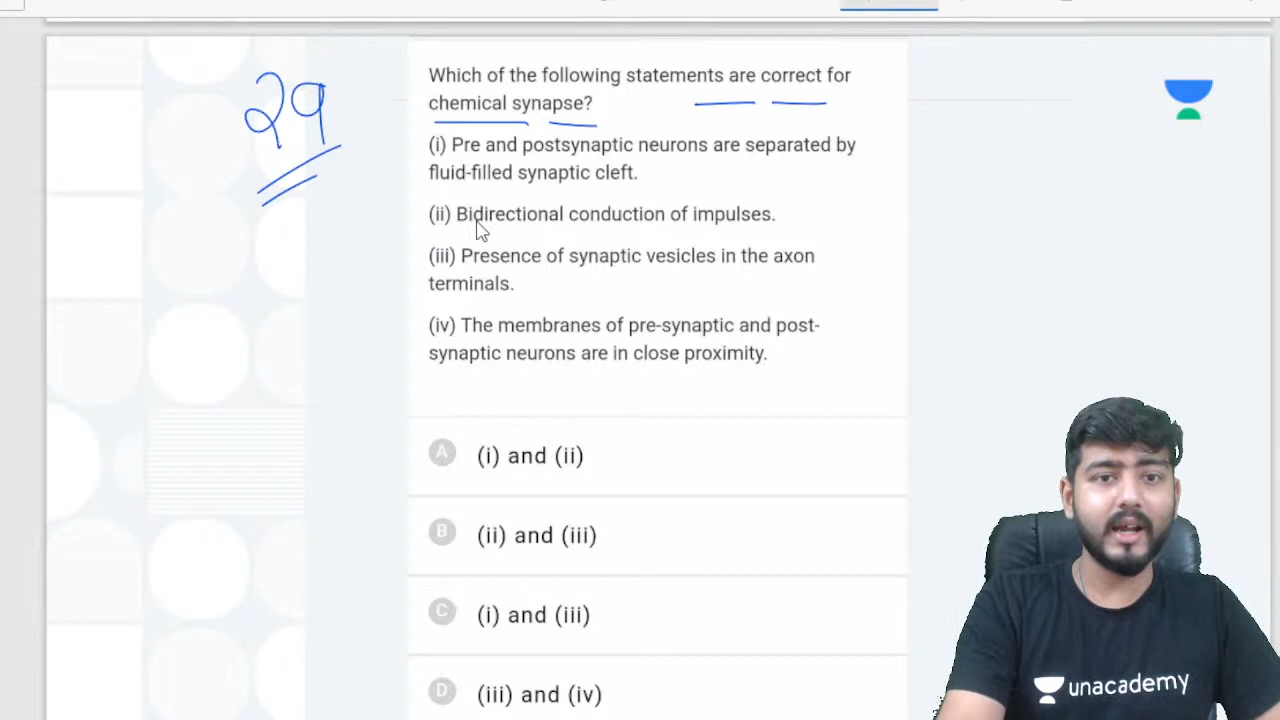 29
Which of the following statements are correct for
chemical synapse?
(i) Pre and postsynaptic neurons are separated by
fluid-filled synaptic cleft.
(ii) Bidirectional conduction of impulses.
(iii) Presence of synaptic vesicles in the axon
terminals.
(iv) The membranes of pre-synaptic and post-
synaptic neurons are in close proximity.
A (i) and (ii)
B (ii) and (iii)
C (i) and (iii)
D (iii) and (iv)
unacademy